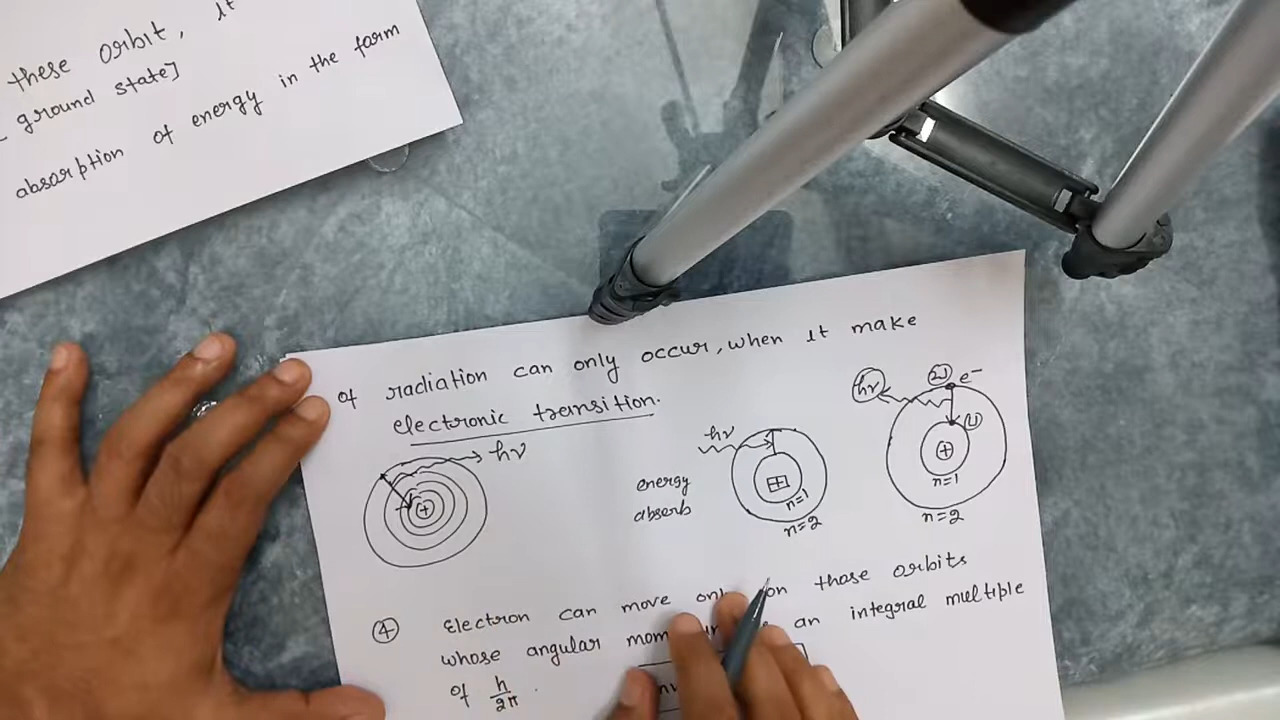 these orbit, it
ground state]
absorption of energy in the form
of radiation can only occur, when it make
electronic transition.
hν
hν
energy
absorb
n=1
n=2
hν
(2)
e-
(1)
n=1
n=2
④ Electron can move on those orbits
whose angular an integral multiple
of h/2π.